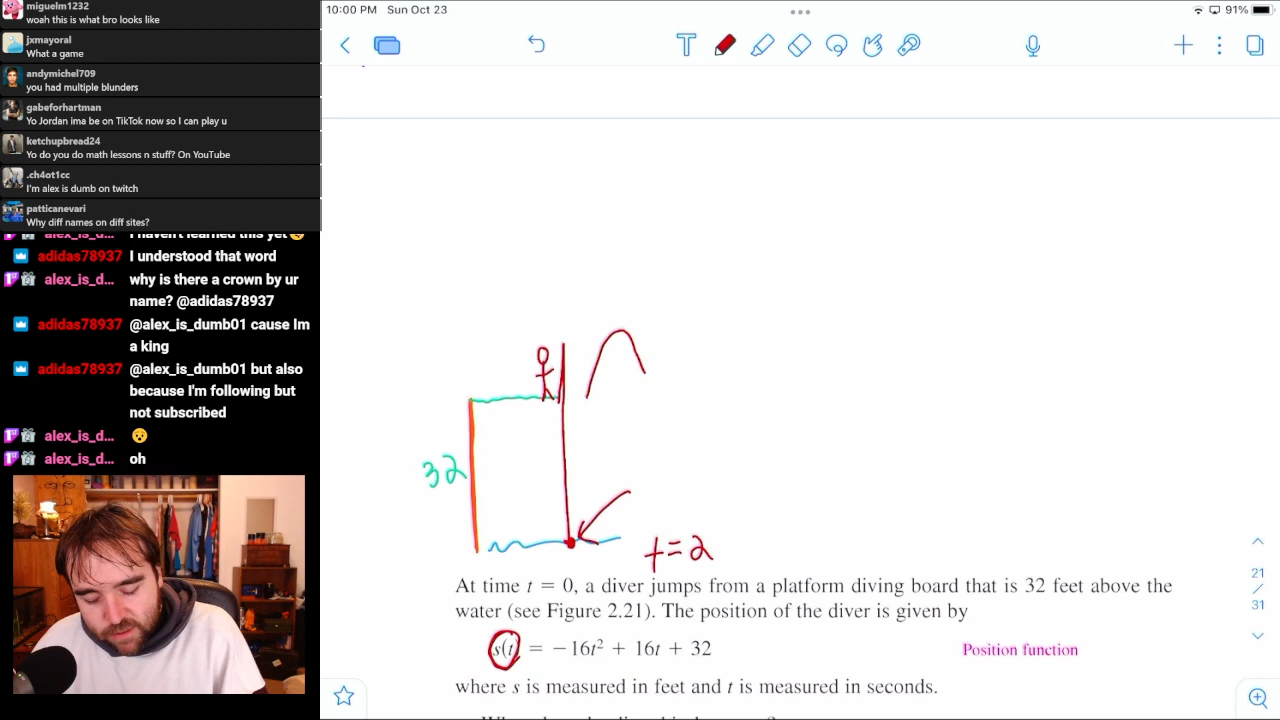 miguelm1232
woah this is what bro looks like
jxmayoral
What a game
andymichel709
you had multiple blunders
gabeforhartman
Yo Jordan ima be on TikTok now so I can play u
ketchupbread24
Yo do you do math lessons n stuff? On YouTube
.ch4ot1cc
I'm alex is dumb on twitch
patticanevari
Why diff names on diff sites?
alex_is_d... I haven't learned this yet
adidas78937 I understood that word
alex_is_d... why is there a crown by ur
name? @adidas78937
adidas78937 @alex_is_dumb01 cause Im
a king
adidas78937 @alex_is_dumb01 but also
because I'm following but
not subscribed
alex_is_d... 😮
alex_is_d... oh
10:00 PM Sun Oct 23
91%
T
32
t=2
At time t = 0, a diver jumps from a platform diving board that is 32 feet above the
water (see Figure 2.21). The position of the diver is given by
s(t) = −16t² + 16t + 32
Position function
where s is measured in feet and t is measured in seconds.
21
/
31